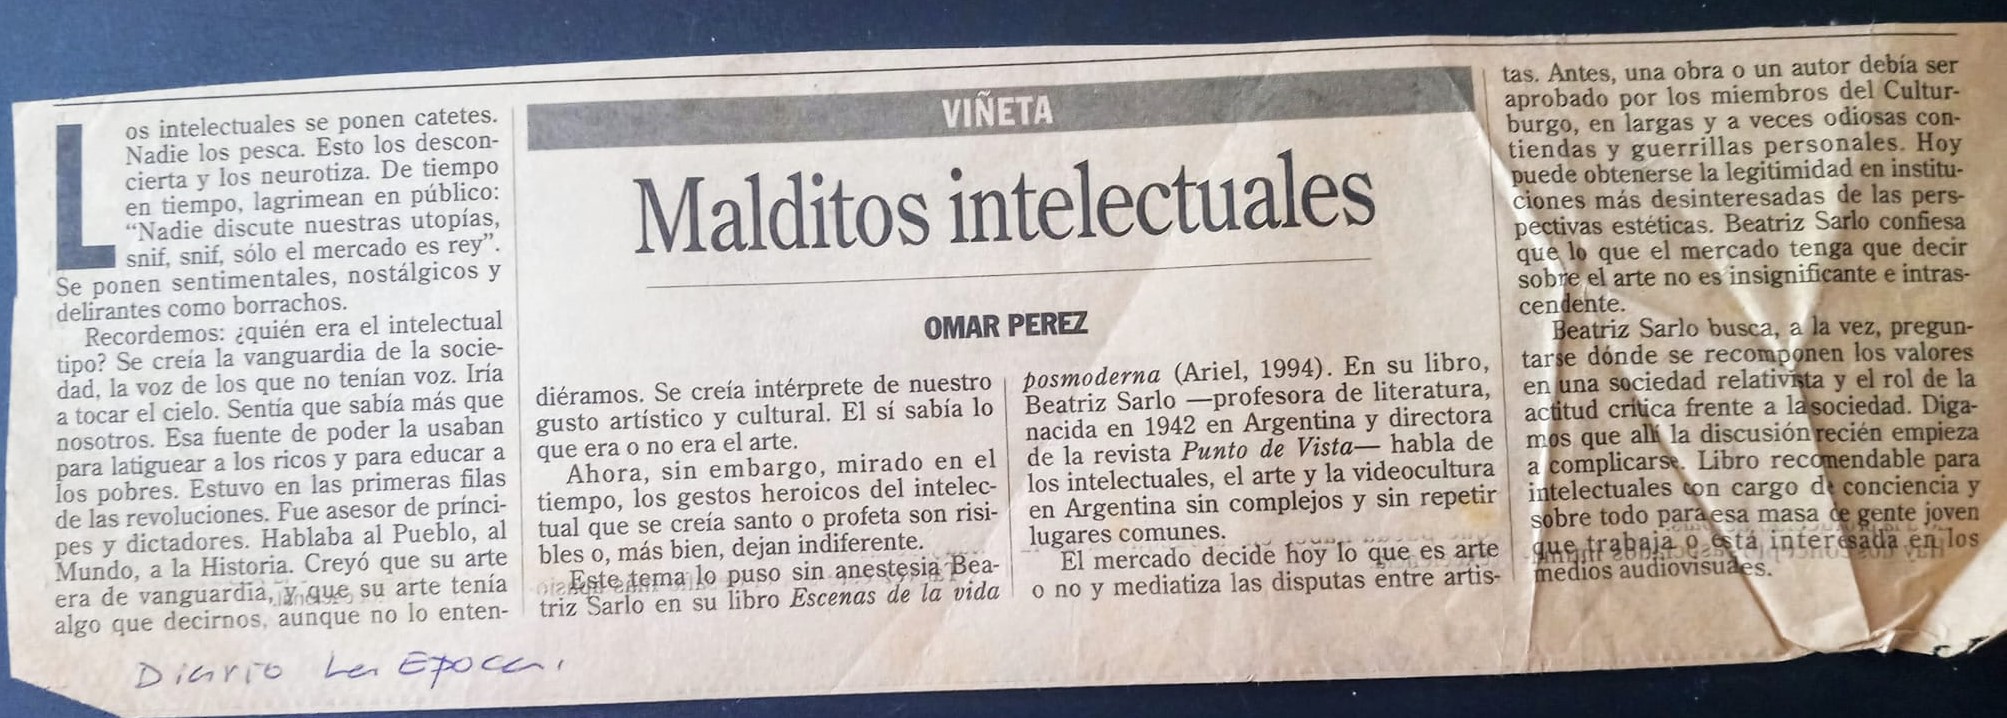 VIÑETA
Malditos intelectuales
OMAR PEREZ
Los intelectuales se ponen catetes.
Nadie los pesca. Esto los descon-
cierta y los neurotiza. De tiempo
en tiempo, lagrimean en público:
“Nadie discute nuestras utopías,
snif, snif, sólo el mercado es rey”.
Se ponen sentimentales, nostálgicos y
delirantes como borrachos.
Recordemos: ¿quién era el intelectual
tipo? Se creía la vanguardia de la socie-
dad, la voz de los que no tenían voz. Iría
a tocar el cielo. Sentía que sabía más que
nosotros. Esa fuente de poder la usaban
para latiguear a los ricos y para educar a
los pobres. Estuvo en las primeras filas
de las revoluciones. Fue asesor de prínci-
pes y dictadores. Hablaba al Pueblo, al
Mundo, a la Historia. Creyó que su arte
era de vanguardia, y que su arte tenía
algo que decirnos, aunque no lo enten-
diéramos. Se creía intérprete de nuestro
gusto artístico y cultural. El sí sabía lo
que era o no era el arte.
Ahora, sin embargo, mirado en el
tiempo, los gestos heroicos del intelec-
tual que se creía santo o profeta son risi-
bles o, más bien, dejan indiferente.
Este tema lo puso sin anestesia Bea-
triz Sarlo en su libro Escenas de la vida
posmoderna (Ariel, 1994). En su libro,
Beatriz Sarlo —profesora de literatura,
nacida en 1942 en Argentina y directora
de la revista Punto de Vista— habla de
los intelectuales, el arte y la videocultura
en Argentina sin complejos y sin repetir
lugares comunes.
El mercado decide hoy lo que es arte
o no y mediatiza las disputas entre artis-
tas. Antes, una obra o un autor debía ser
aprobado por los miembros del Cultur-
burgo, en largas y a veces odiosas con-
tiendas y guerrillas personales. Hoy
puede obtenerse la legitimidad en institu-
ciones más desinteresadas de las pers-
pectivas estéticas. Beatriz Sarlo confiesa
que lo que el mercado tenga que decir
sobre el arte no es insignificante e intras-
cendente.
Beatriz Sarlo busca, a la vez, pregun-
tarse dónde se recomponen los valores
en una sociedad relativista y el rol de la
actitud crítica frente a la sociedad. Diga-
mos que allí la discusión recién empieza
a complicarse. Libro recomendable para
intelectuales con cargo de conciencia y
sobre todo para esa masa de gente joven
que trabaja o está interesada en los
medios audiovisuales.
Diario La Epoca.